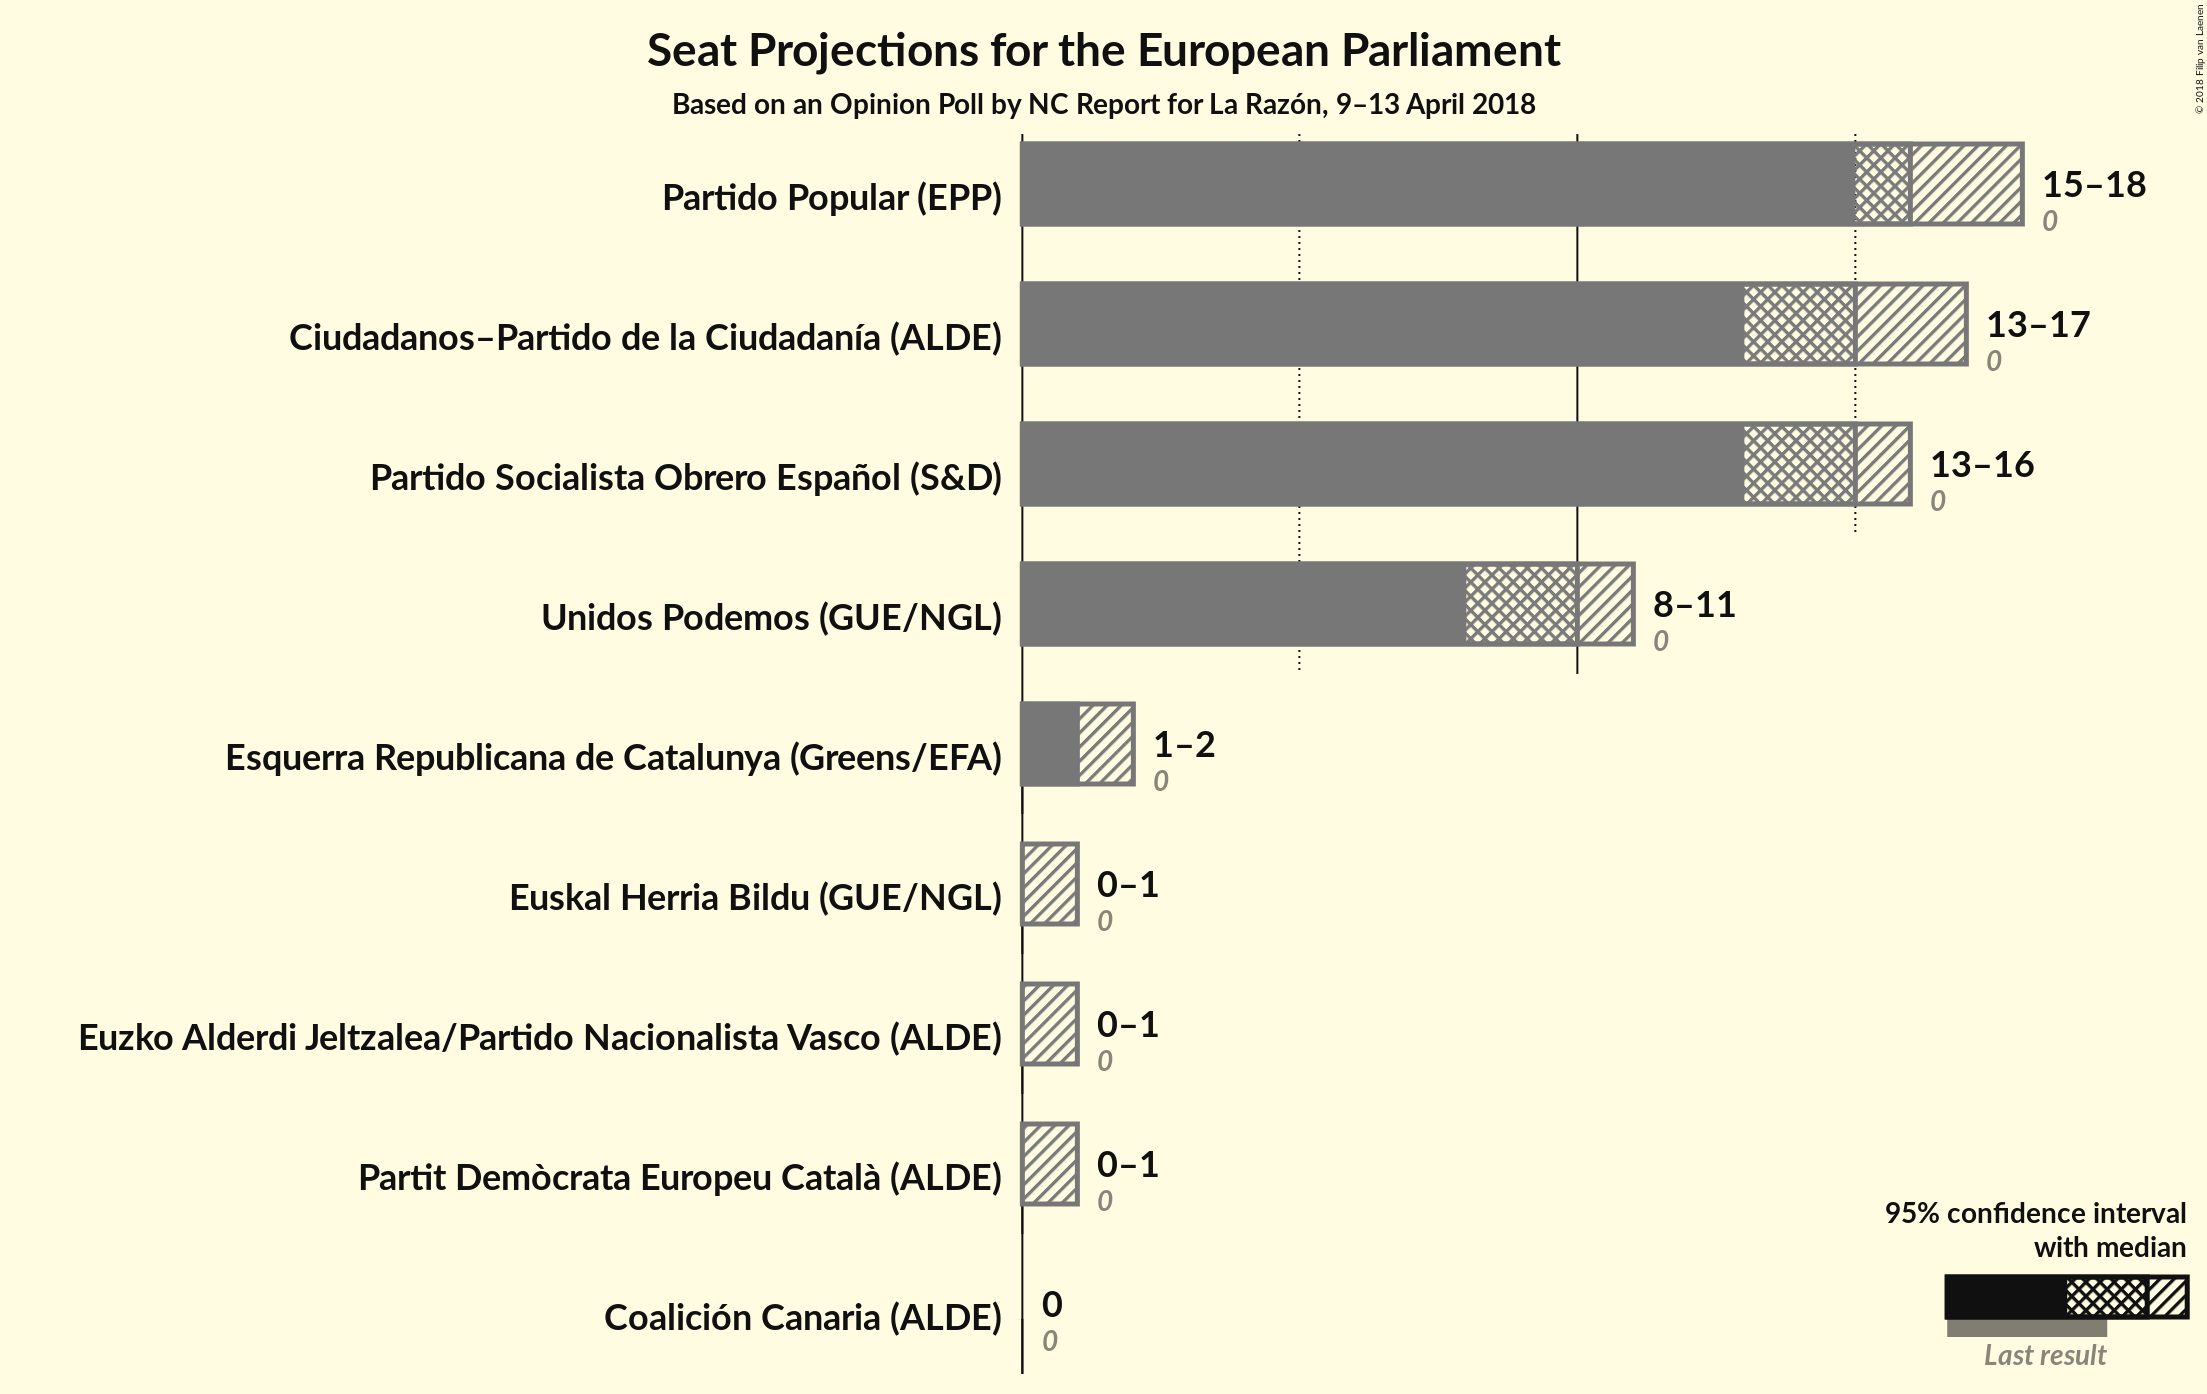 Seat Projections for the European Parliament
Based on an Opinion Poll by NC Report for La Razón, 9–13 April 2018
© 2018 Filip van Laenen
Partido Popular (EPP)
15–18
0
Ciudadanos–Partido de la Ciudadanía (ALDE)
13–17
0
Partido Socialista Obrero Español (S&D)
13–16
0
Unidos Podemos (GUE/NGL)
8–11
0
Esquerra Republicana de Catalunya (Greens/EFA)
1–2
0
Euskal Herria Bildu (GUE/NGL)
0–1
0
Euzko Alderdi Jeltzalea/Partido Nacionalista Vasco (ALDE)
0–1
0
Partit Demòcrata Europeu Català (ALDE)
0–1
0
Coalición Canaria (ALDE)
0
0
95% confidence interval
with median
Last result